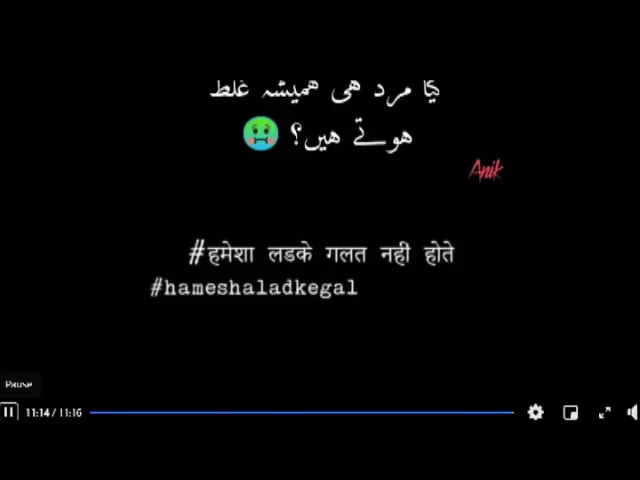 کیا مرد ہی ہمیشہ غلط
ہوتے ہیں؟ 🤢
Anik
#हमेशा लडके गलत नही होते
#hameshaladkegal
Pause
11:14 / 11:16